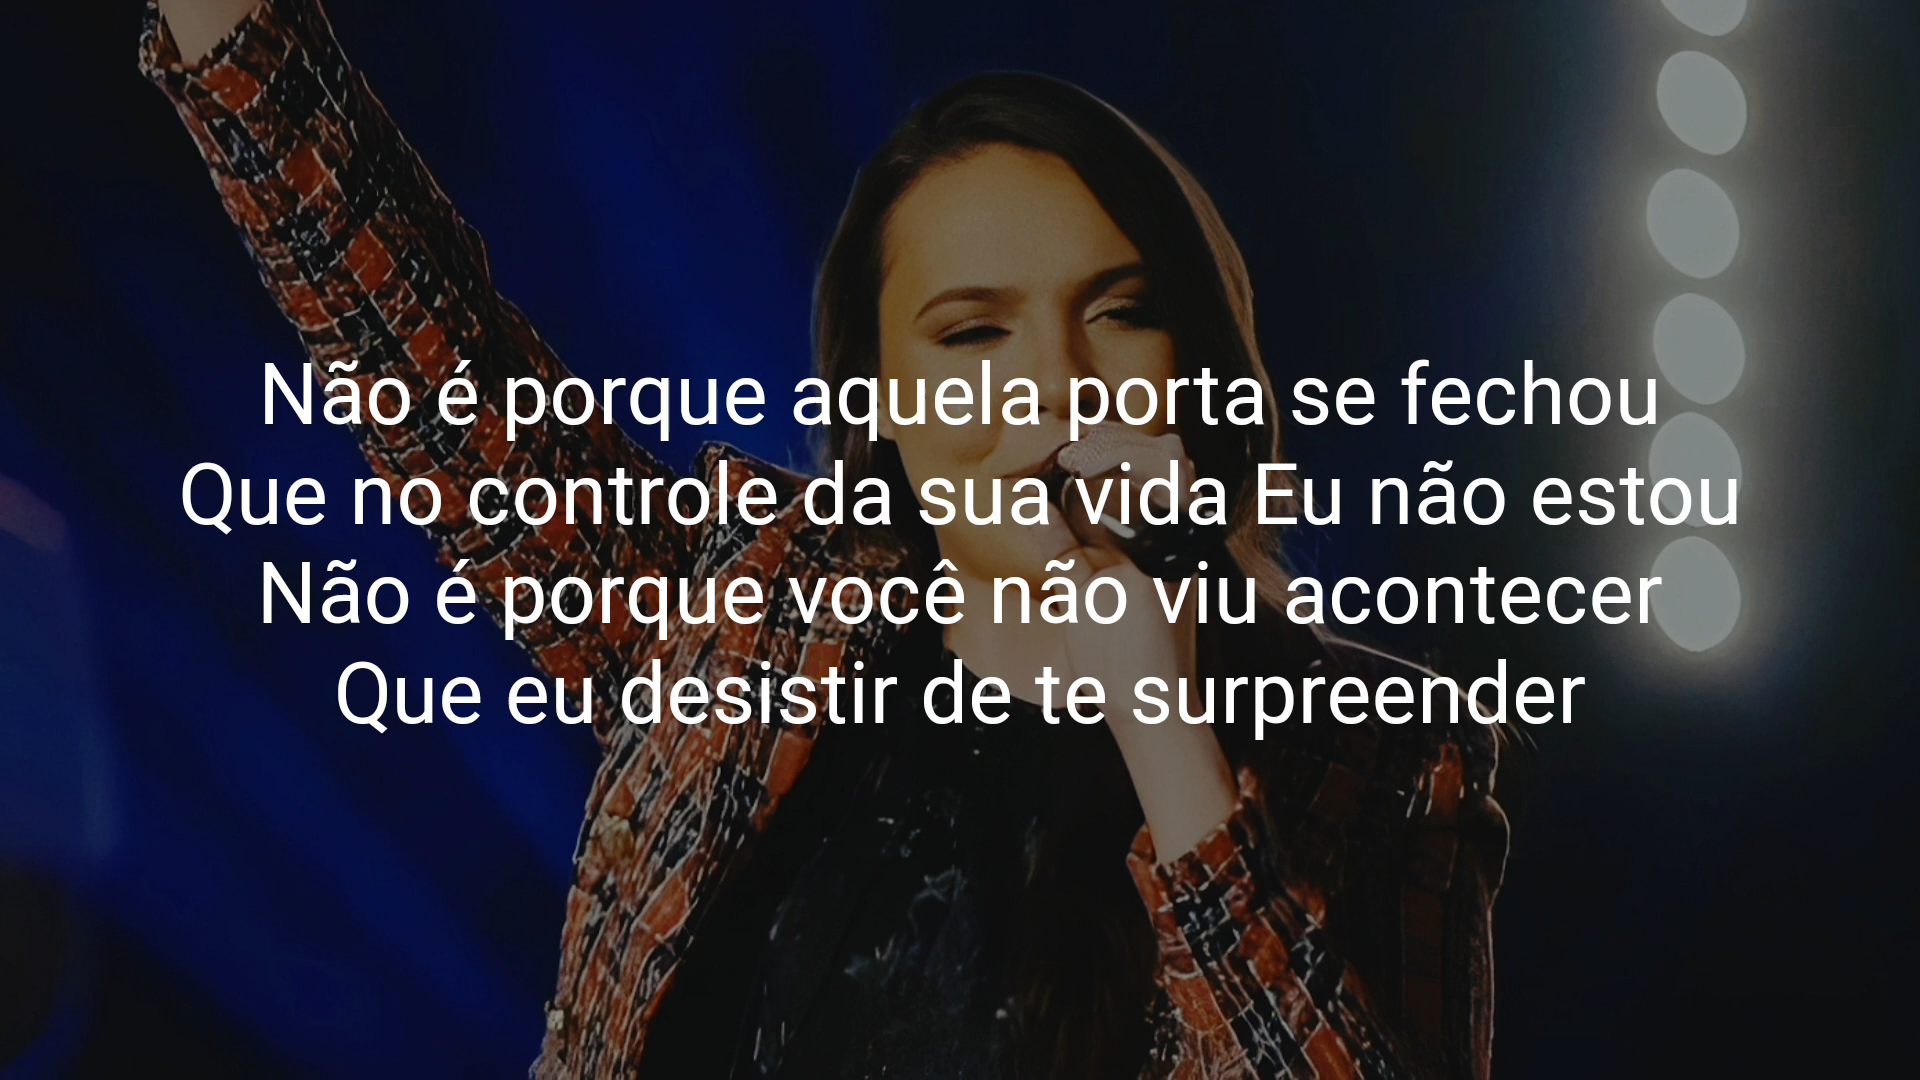 Não é porque aquela porta se fechou
Que no controle da sua vida Eu não estou
Não é porque você não viu acontecer
Que eu desistir de te surpreender